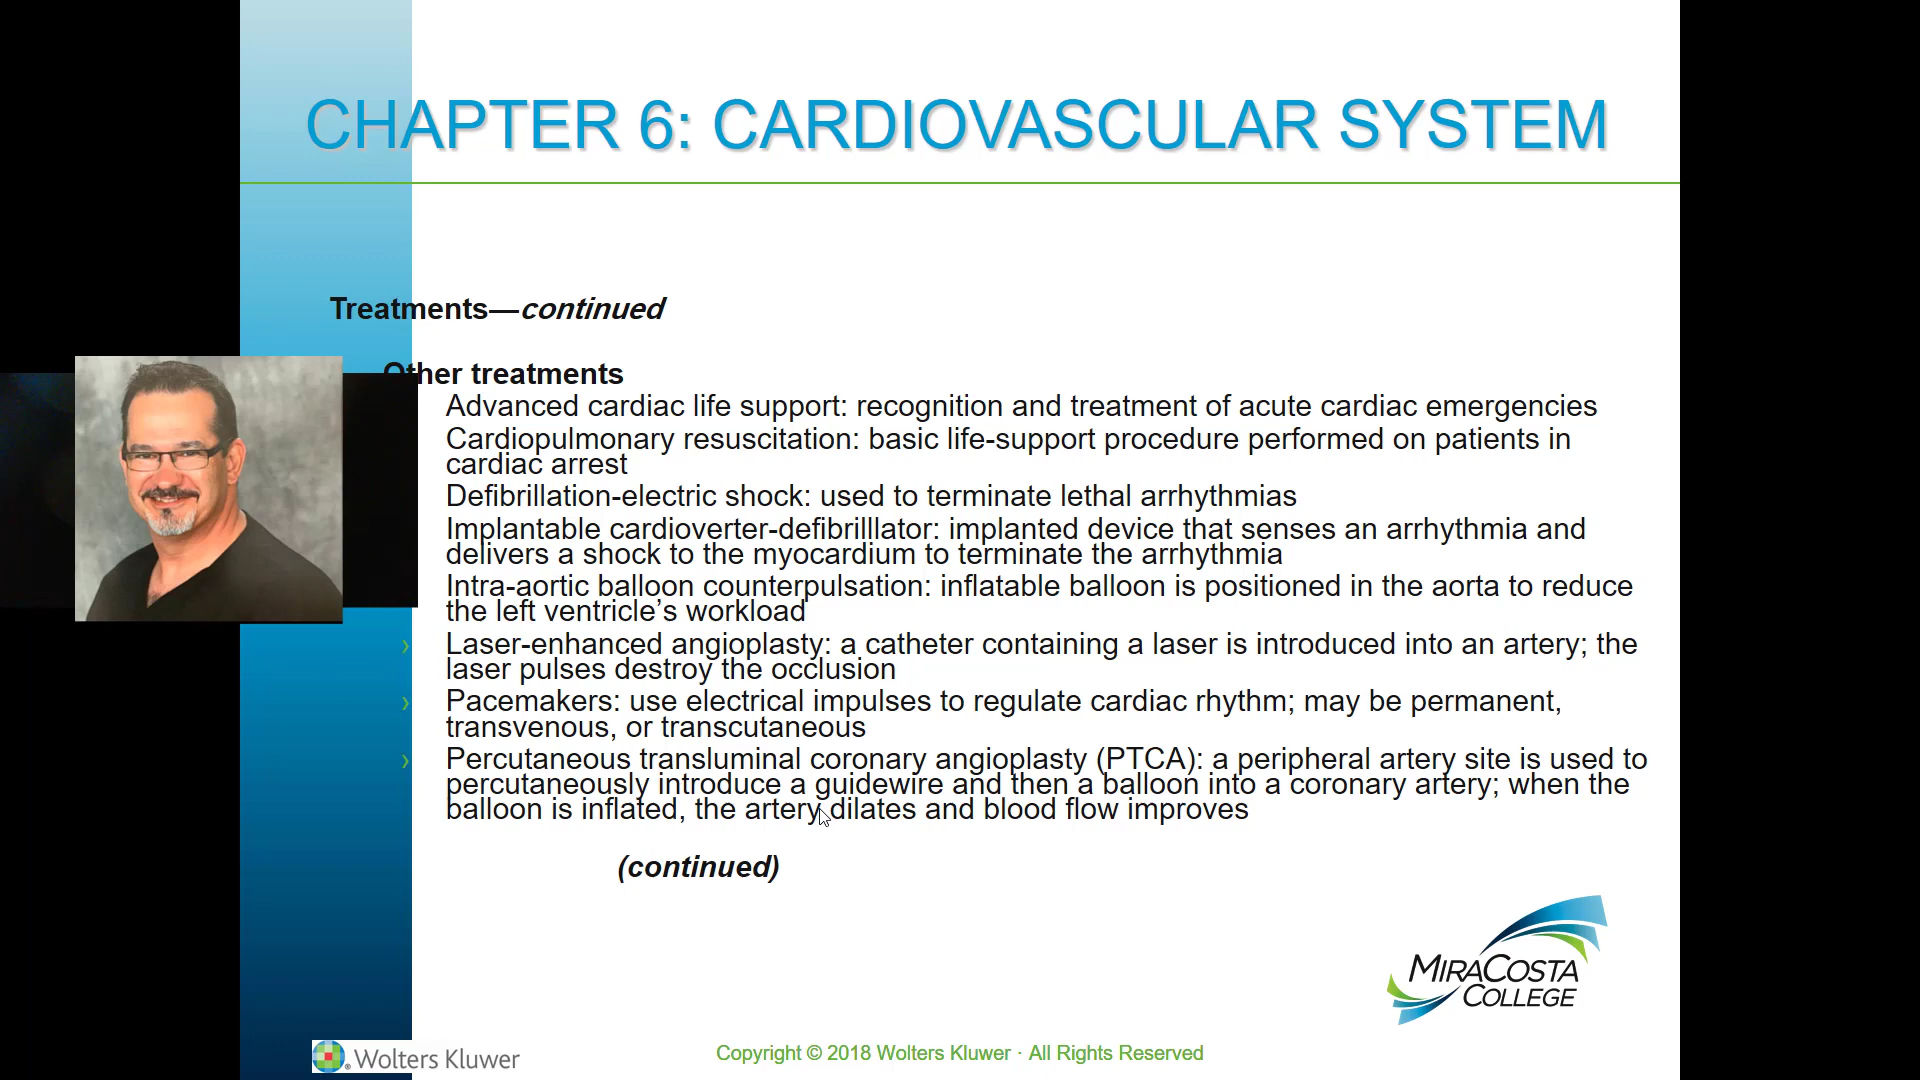 CHAPTER 6: CARDIOVASCULAR SYSTEM
Treatments—continued
Other treatments
Advanced cardiac life support: recognition and treatment of acute cardiac emergencies
Cardiopulmonary resuscitation: basic life-support procedure performed on patients in
cardiac arrest
Defibrillation-electric shock: used to terminate lethal arrhythmias
Implantable cardioverter-defibrilllator: implanted device that senses an arrhythmia and
delivers a shock to the myocardium to terminate the arrhythmia
Intra-aortic balloon counterpulsation: inflatable balloon is positioned in the aorta to reduce
the left ventricle’s workload
› Laser-enhanced angioplasty: a catheter containing a laser is introduced into an artery; the
laser pulses destroy the occlusion
› Pacemakers: use electrical impulses to regulate cardiac rhythm; may be permanent,
transvenous, or transcutaneous
› Percutaneous transluminal coronary angioplasty (PTCA): a peripheral artery site is used to
percutaneously introduce a guidewire and then a balloon into a coronary artery; when the
balloon is inflated, the artery dilates and blood flow improves
(continued)
MIRACOSTA
COLLEGE
Wolters Kluwer
Copyright © 2018 Wolters Kluwer · All Rights Reserved